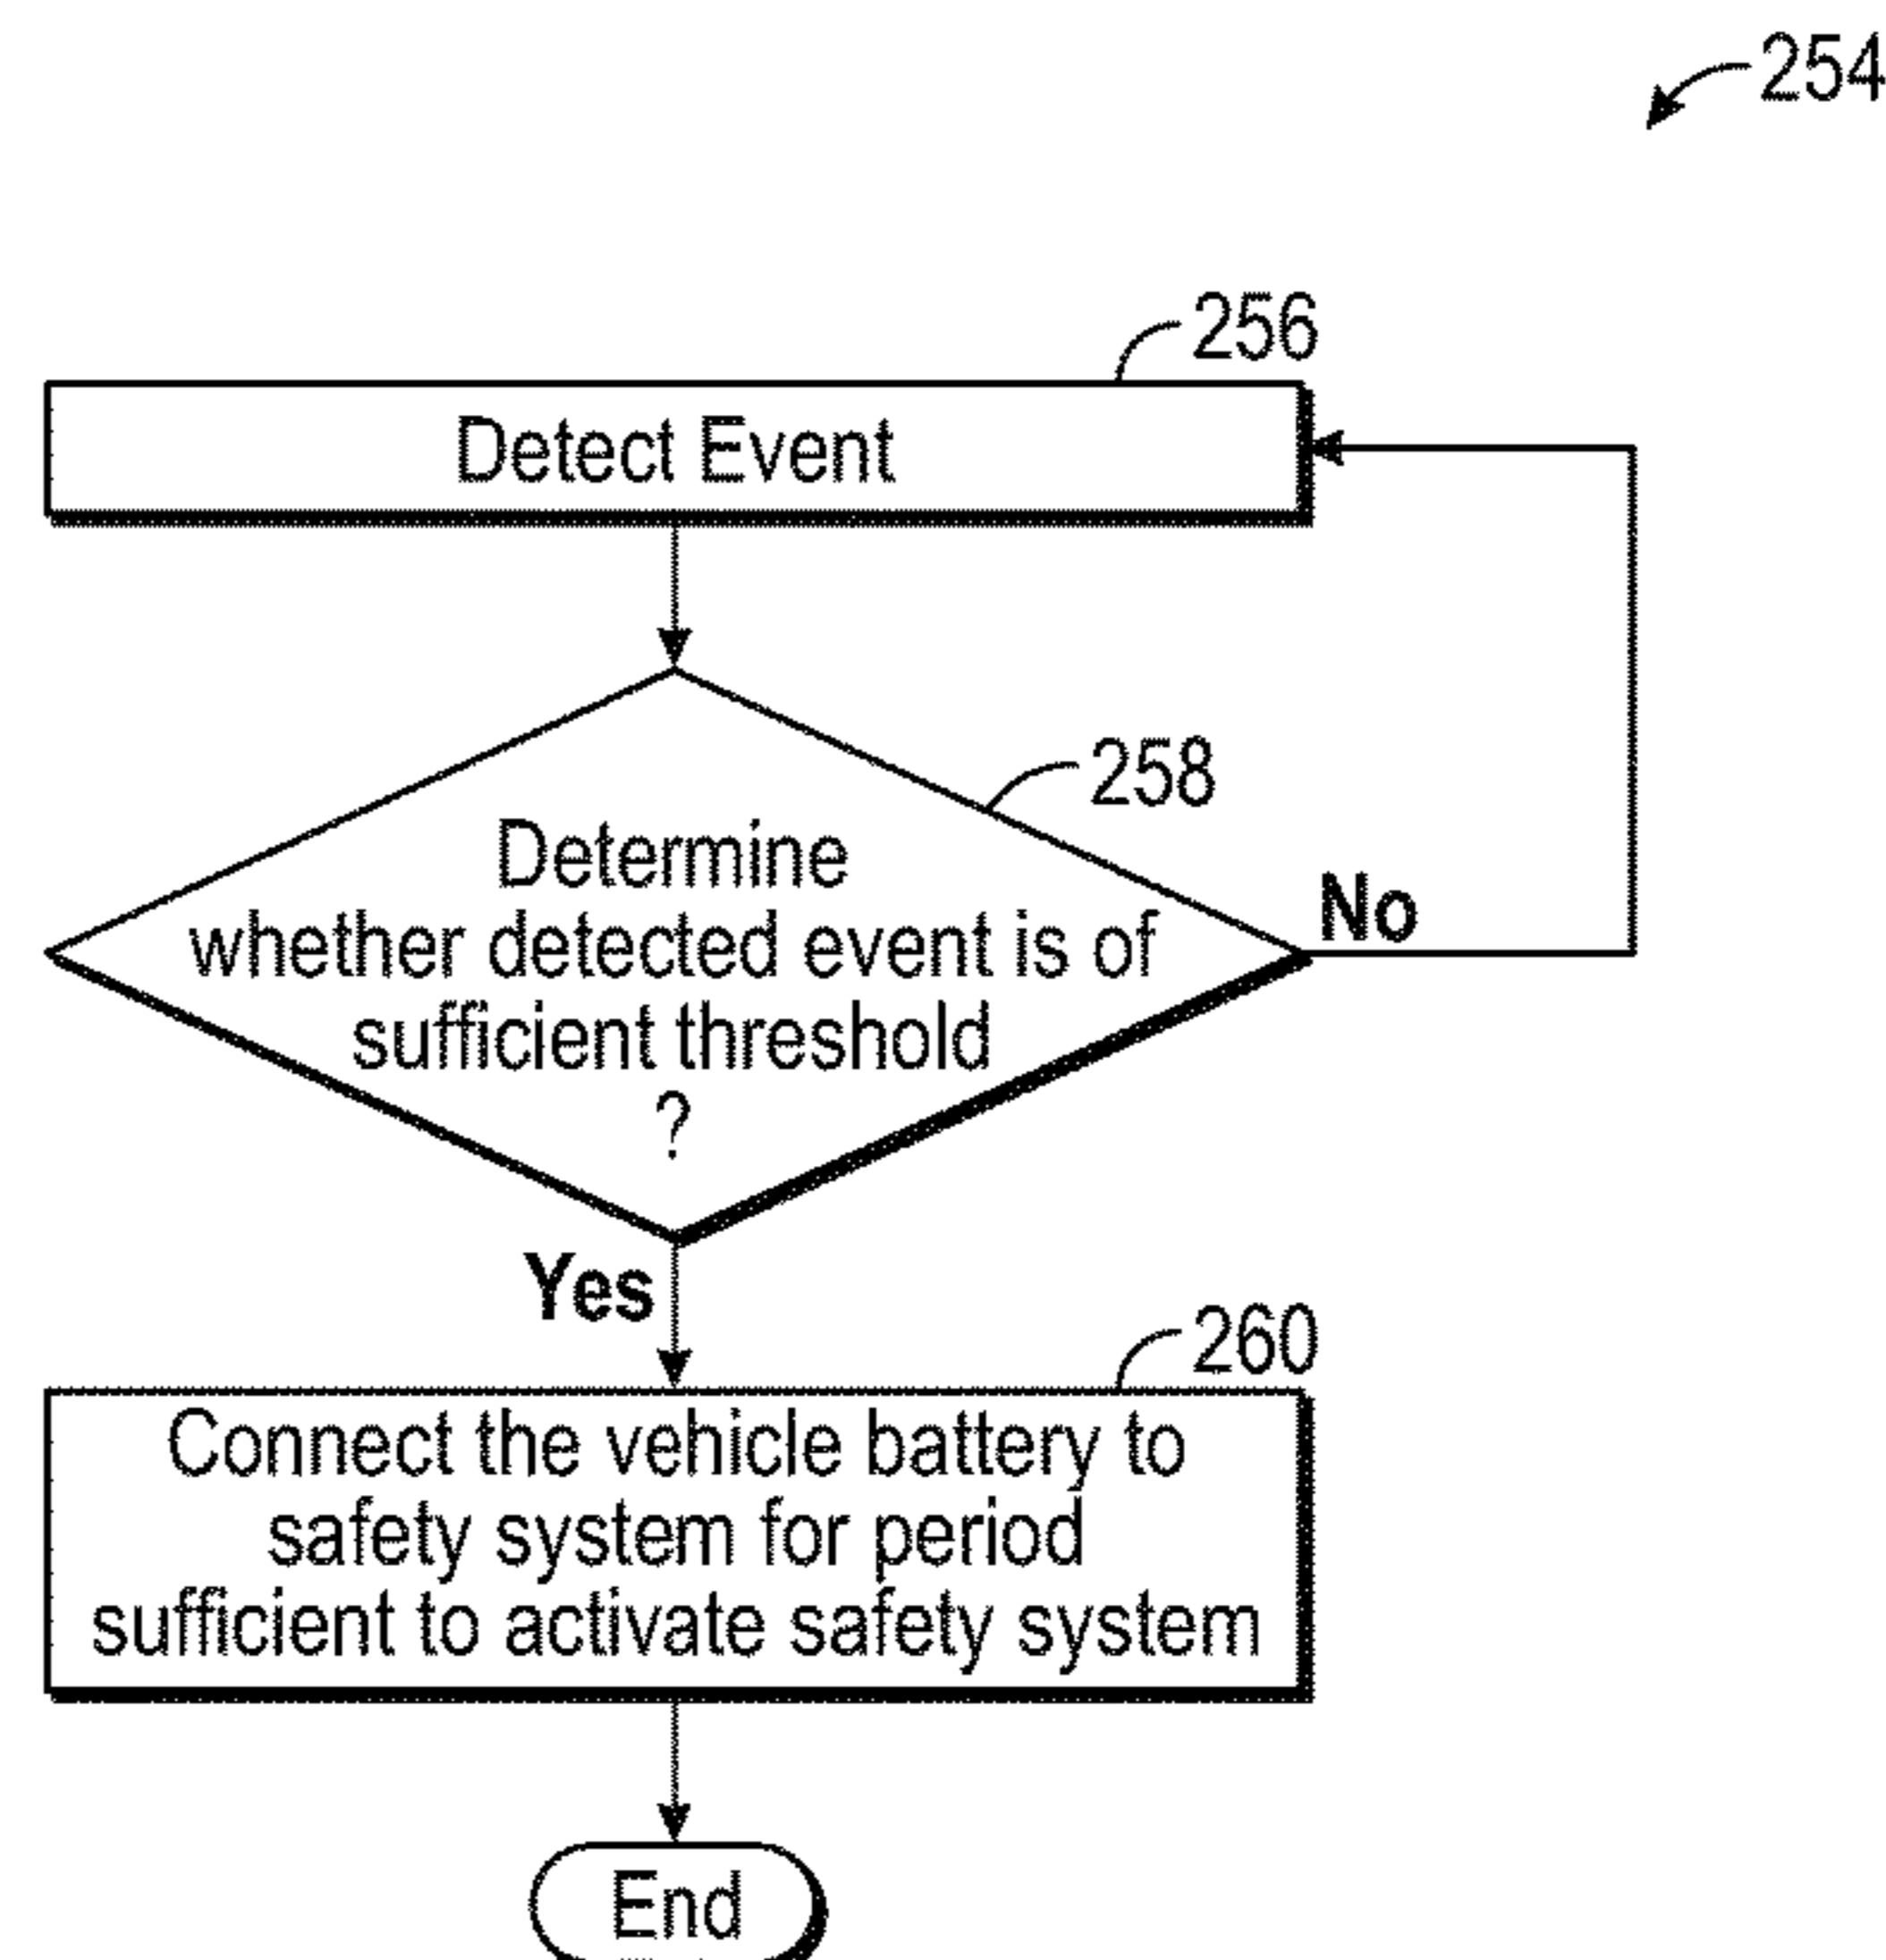 254
256
Detect Event
258
Determine
whether detected event is of
sufficient threshold
?
No
Yes
260
Connect the vehicle battery to
safety system for period
sufficient to activate safety system
End